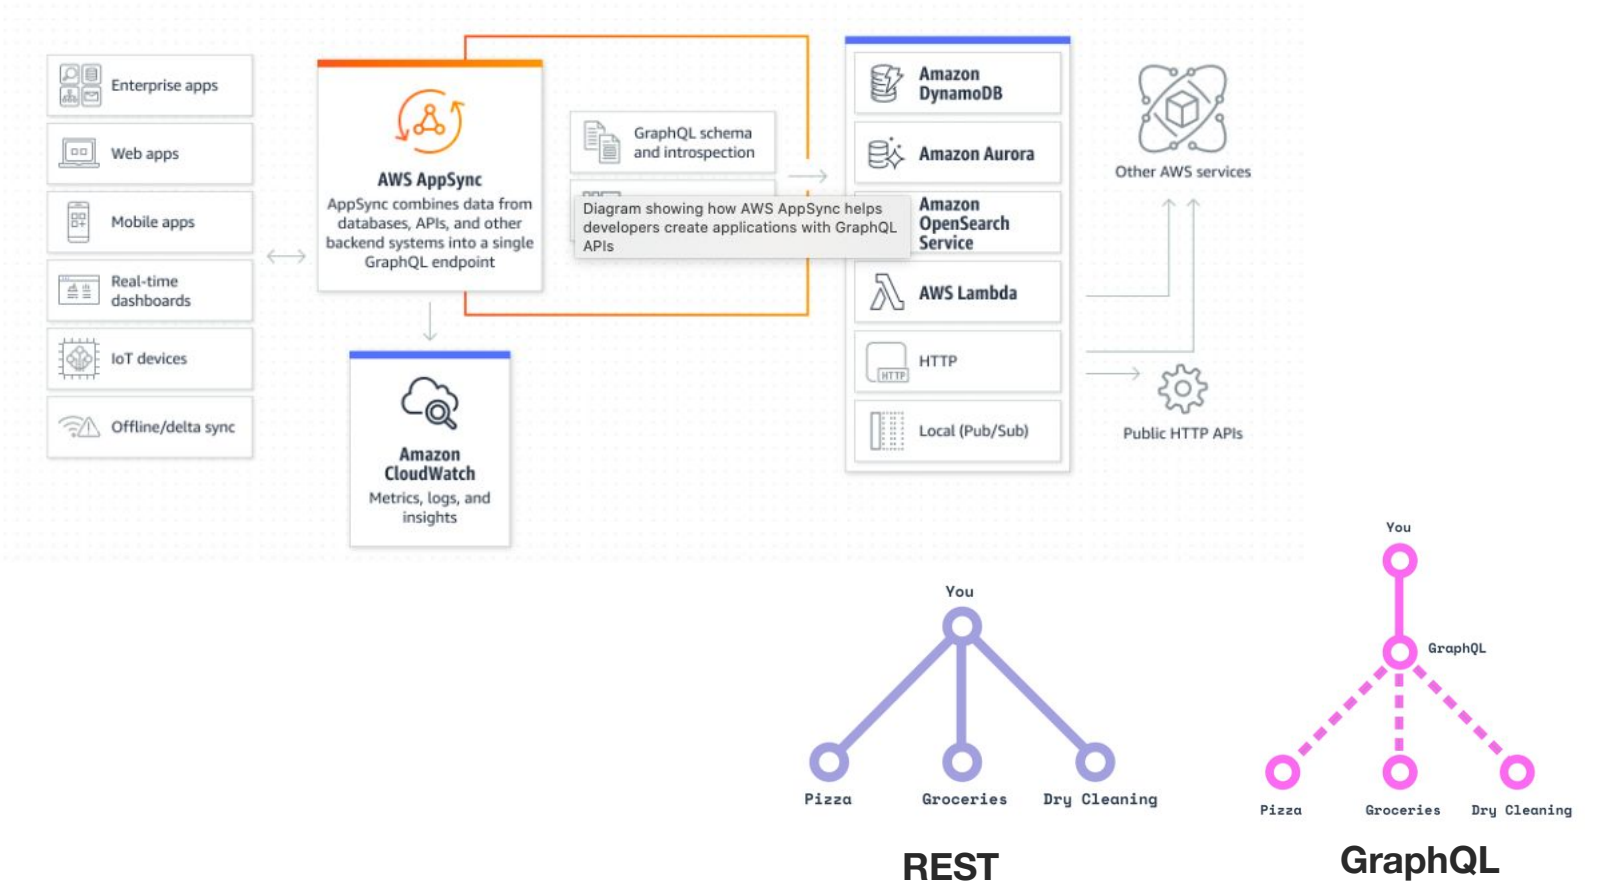 Enterprise apps
Web apps
Mobile apps
Real-time
dashboards
IoT devices
Offline/delta sync
AWS AppSync
AppSync combines data from
databases, APIs, and other
backend systems into a single
GraphQL endpoint
Amazon
CloudWatch
Metrics, logs, and
insights
GraphQL schema
and introspection
Diagram showing how AWS AppSync helps
developers create applications with GraphQL
APIs
Amazon
DynamoDB
Amazon Aurora
Amazon
OpenSearch
Service
AWS Lambda
HTTP
HTTP
Local (Pub/Sub)
Other AWS services
Public HTTP APIs
You
Pizza
Groceries
Dry Cleaning
REST
You
GraphQL
Pizza
Groceries
Dry Cleaning
GraphQL